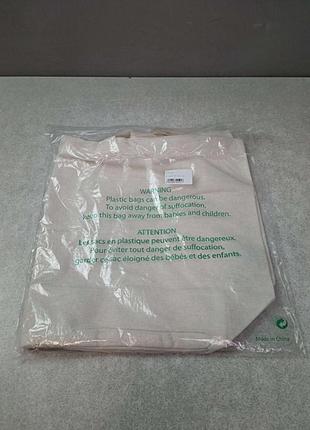 WARNING
Plastic bags can be dangerous.
To avoid danger of suffocation,
keep this bag away from babies and children.
ATTENTION
Les sacs en plastique peuvent être dangereux.
Pour éviter tout danger de suffocation,
garder ce sac éloigné des bébés et des enfants.
Made in China